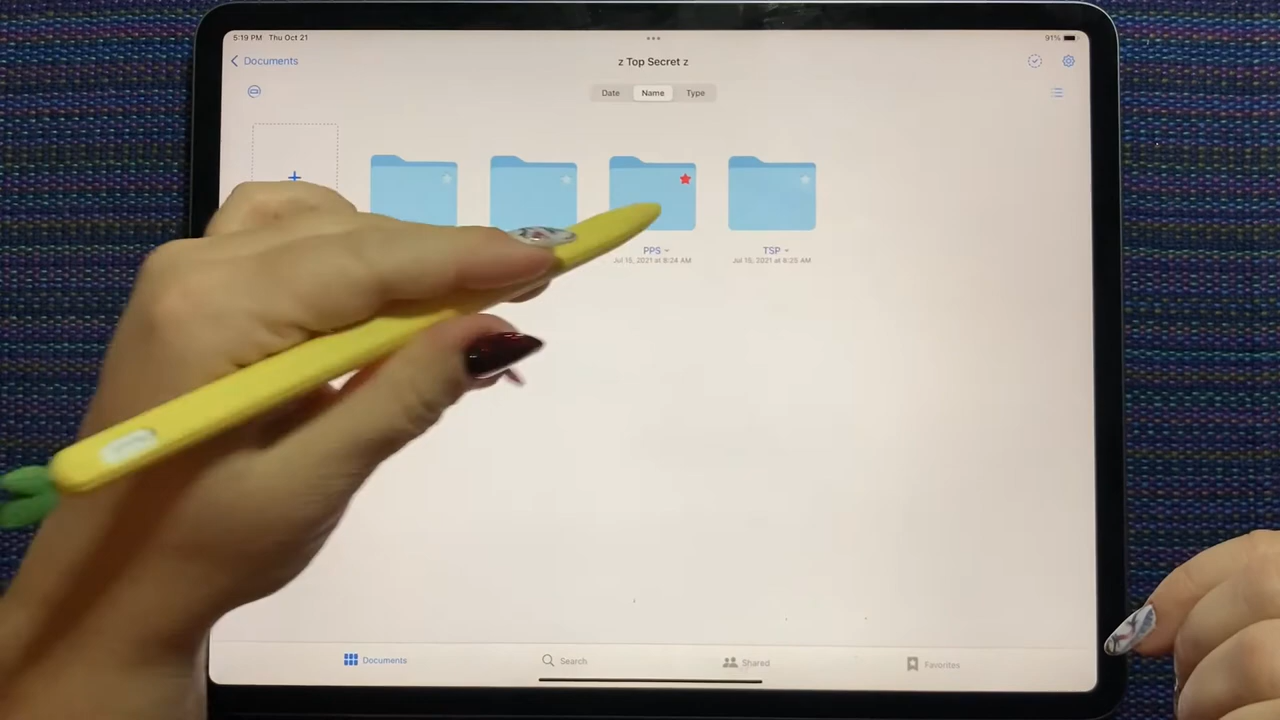 5:19 PM Thu Oct 21
91%
Documents
z Top Secret z
Date Name Type
PPS
TSP
Jul 15, 2021 at 8:24 AM
Jul 15, 2021 at 8:25 AM
Documents
Search
Shared
Favorites